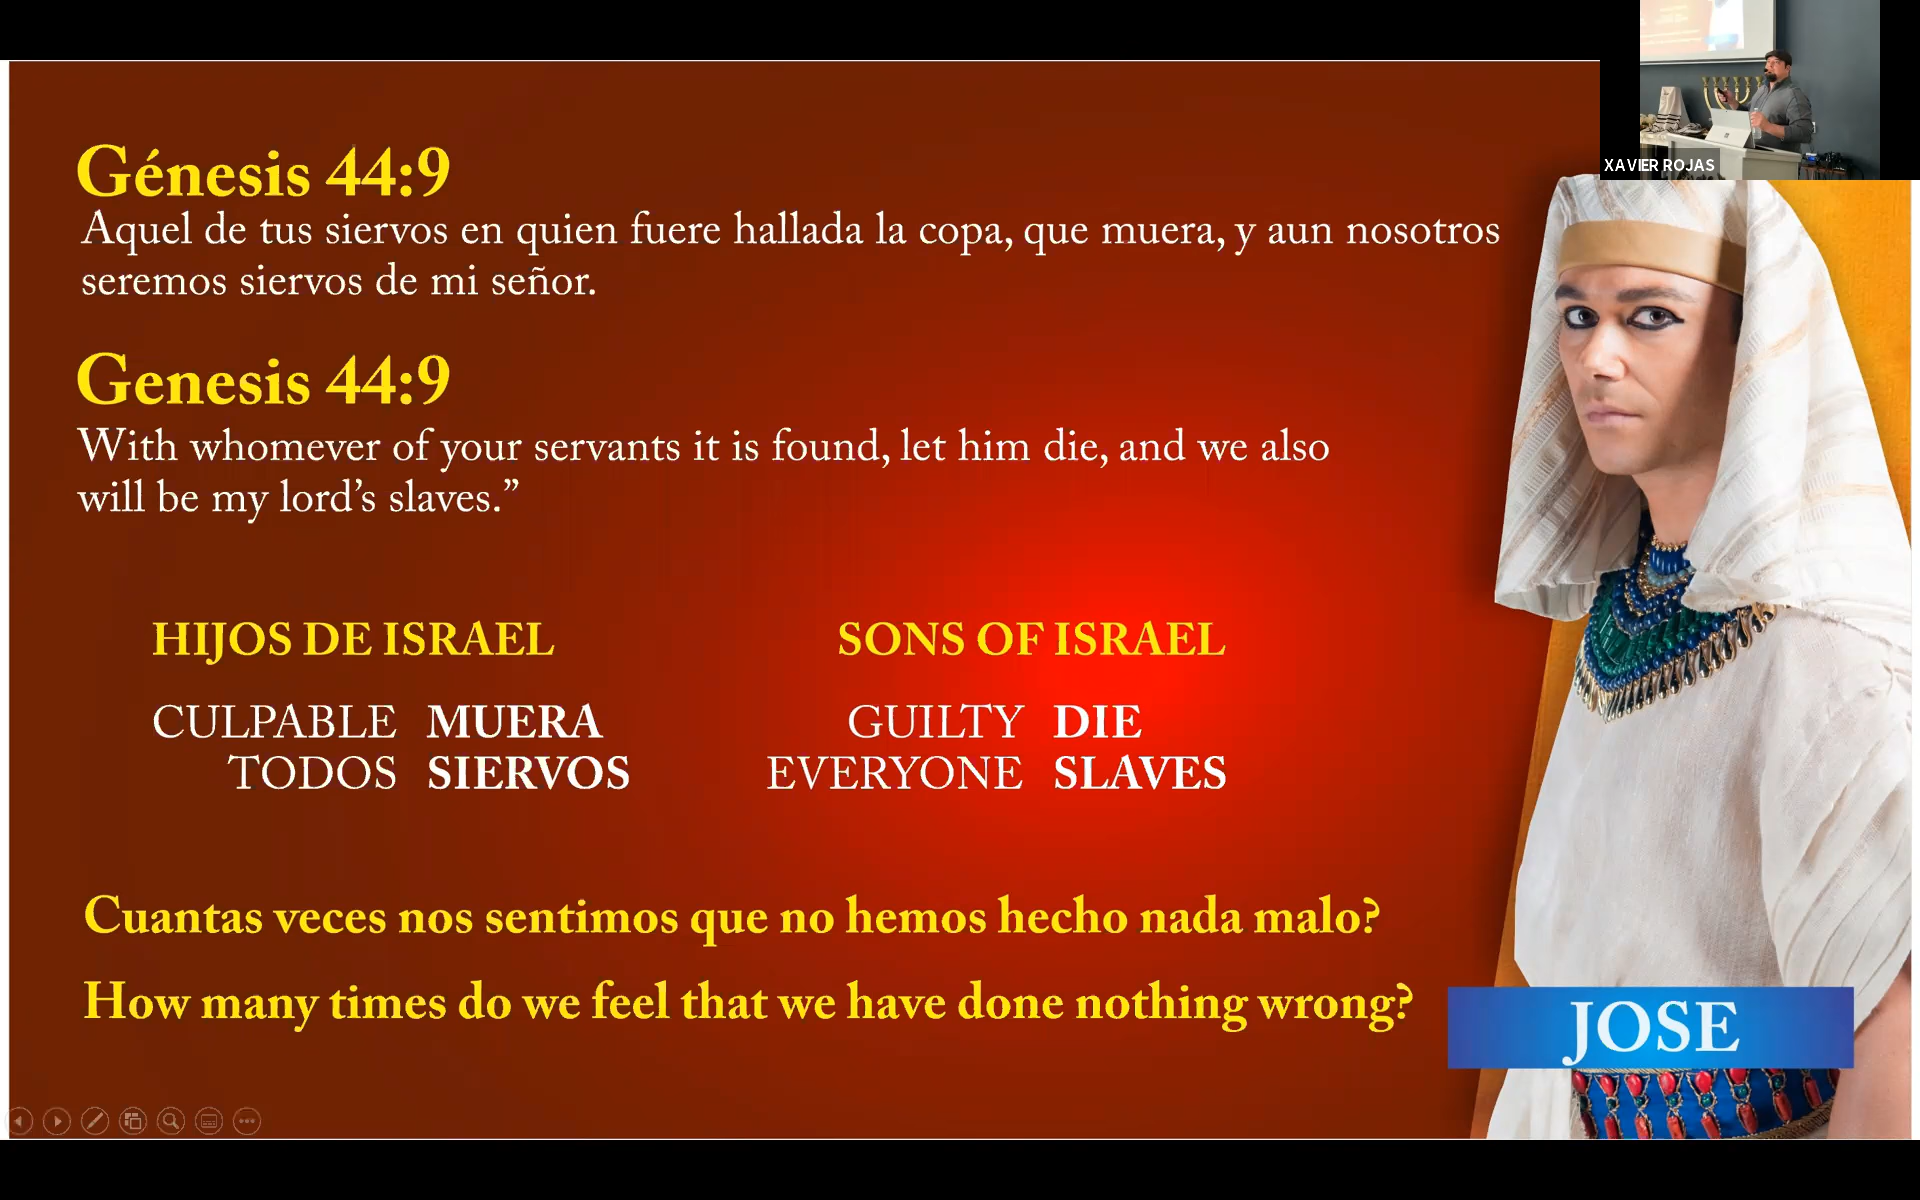 XAVIER ROJAS
Génesis 44:9
Aquel de tus siervos en quien fuere hallada la copa, que muera, y aun nosotros
seremos siervos de mi señor.
Genesis 44:9
With whomever of your servants it is found, let him die, and we also
will be my lord’s slaves.”
HIJOS DE ISRAEL
CULPABLE MUERA
TODOS SIERVOS
SONS OF ISRAEL
GUILTY DIE
EVERYONE SLAVES
Cuantas veces nos sentimos que no hemos hecho nada malo?
How many times do we feel that we have done nothing wrong?
JOSE